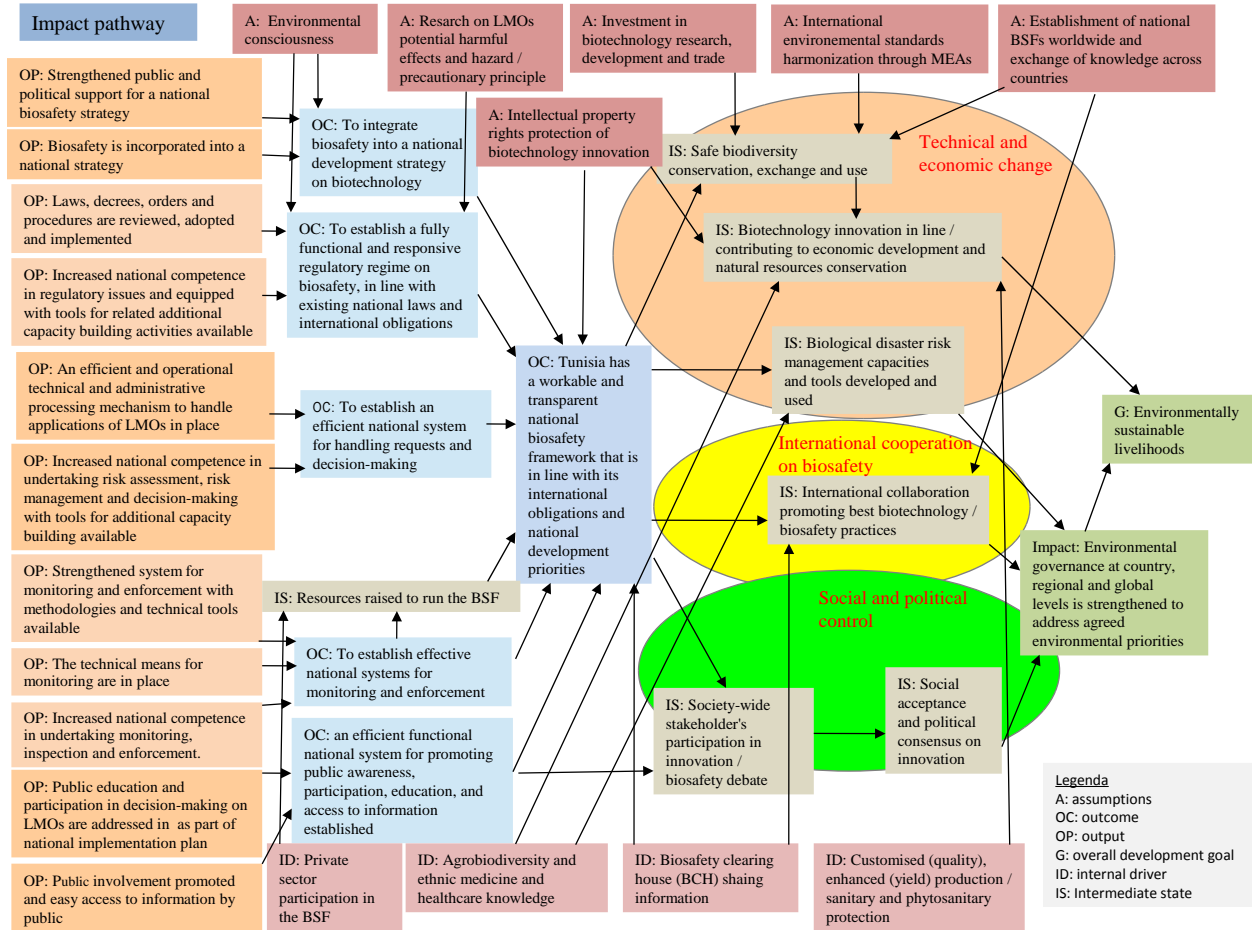 Impact pathway
A: Environmental
consciousness
A: Resarch on LMOs
potential harmful
effects and hazard /
precautionary principle
A: Investment in
biotechnology research,
development and trade
A: International
environemental standards
harmonization through MEAs
A: Establishment of national
BSFs worldwide and
exchange of knowledge across
countries
A: Intellectual property
rights protection of
biotechnology innovation
OP: Strengthened public and
political support for a national
biosafety strategy
OP: Biosafety is incorporated into a
national strategy
OP: Laws, decrees, orders and
procedures are reviewed, adopted
and implemented
OP: Increased national competence
in regulatory issues and equipped
with tools for related additional
capacity building activities available
OP: An efficient and operational
technical and administrative
processing mechanism to handle
applications of LMOs in place
OP: Increased national competence in
undertaking risk assessment, risk
management and decision-making
with tools for additional capacity
building available
OP: Strengthened system for
monitoring and enforcement with
methodologies and technical tools
available
OP: The technical means for
monitoring are in place
OP: Increased national competence
in undertaking monitoring,
inspection and enforcement.
OP: Public education and
participation in decision-making on
LMOs are addressed in as part of
national implementation plan
OP: Public involvement promoted
and easy access to information by
public
OC: To integrate
biosafety into a national
development strategy
on biotechnology
OC: To establish a fully
functional and responsive
regulatory regime on
biosafety, in line with
existing national laws and
international obligations
OC: To establish an
efficient national system
for handling requests and
decision-making
IS: Resources raised to run the BSF
OC: To establish effective
national systems for
monitoring and enforcement
OC: an efficient functional
national system for promoting
public awareness,
participation, education, and
access to information
established
OC: Tunisia has
a workable and
transparent
national
biosafety
framework that is
in line with its
international
obligations and
national
development
priorities
Technical and
economic change
IS: Safe biodiversity
conservation, exchange and use
IS: Biotechnology innovation in line /
contributing to economic development and
natural resources conservation
IS: Biological disaster risk
management capacities
and tools developed and
used
International cooperation
on biosafety
IS: International collaboration
promoting best biotechnology /
biosafety practices
Social and political
control
IS: Society-wide
stakeholder's
participation in
innovation /
biosafety debate
IS: Social
acceptance
and political
consensus on
innovation
G: Environmentally
sustainable
livelihoods
Impact: Environmental
governance at country,
regional and global
levels is strengthened to
address agreed
environmental priorities
ID: Private
sector
participation in
the BSF
ID: Agrobiodiversity and
ethnic medicine and
healthcare knowledge
ID: Biosafety clearing
house (BCH) shaing
information
ID: Customised (quality),
enhanced (yield) production /
sanitary and phytosanitary
protection
Legenda
A: assumptions
OC: outcome
OP: output
G: overall development goal
ID: internal driver
IS: Intermediate state